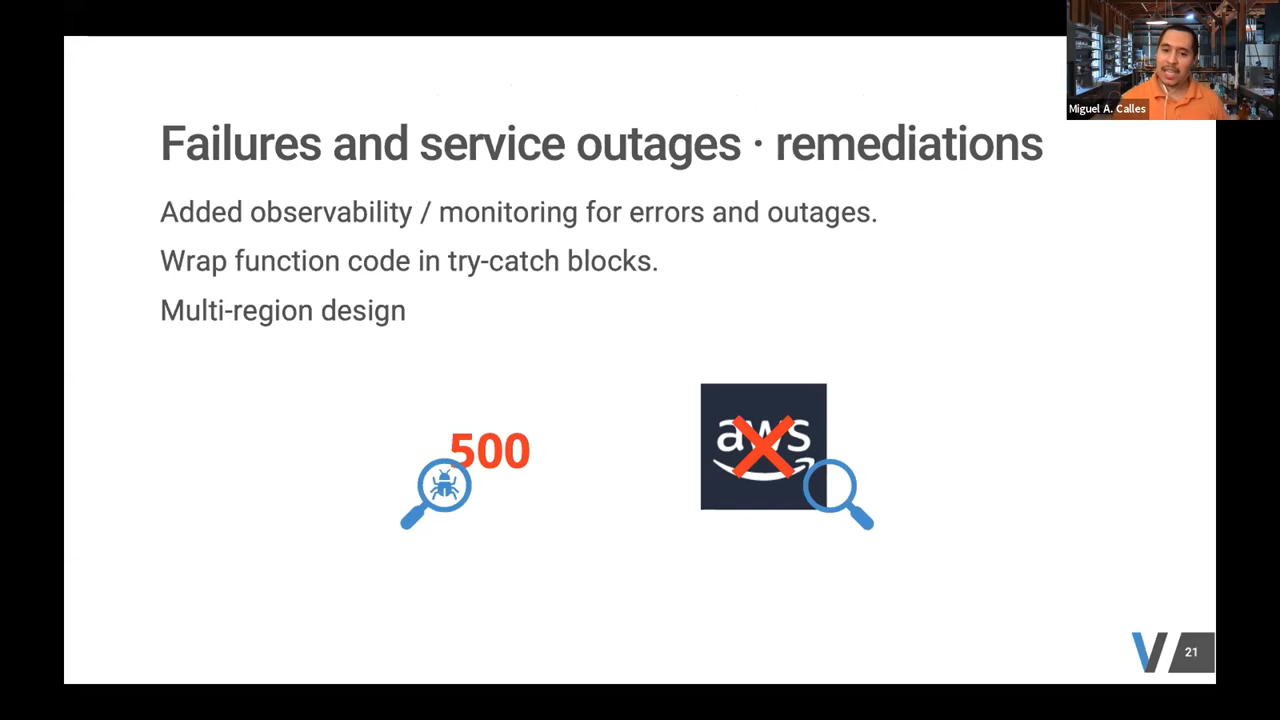 Miguel A. Calles
Failures and service outages · remediations
Added observability / monitoring for errors and outages.
Wrap function code in try-catch blocks.
Multi-region design
500
aws
21